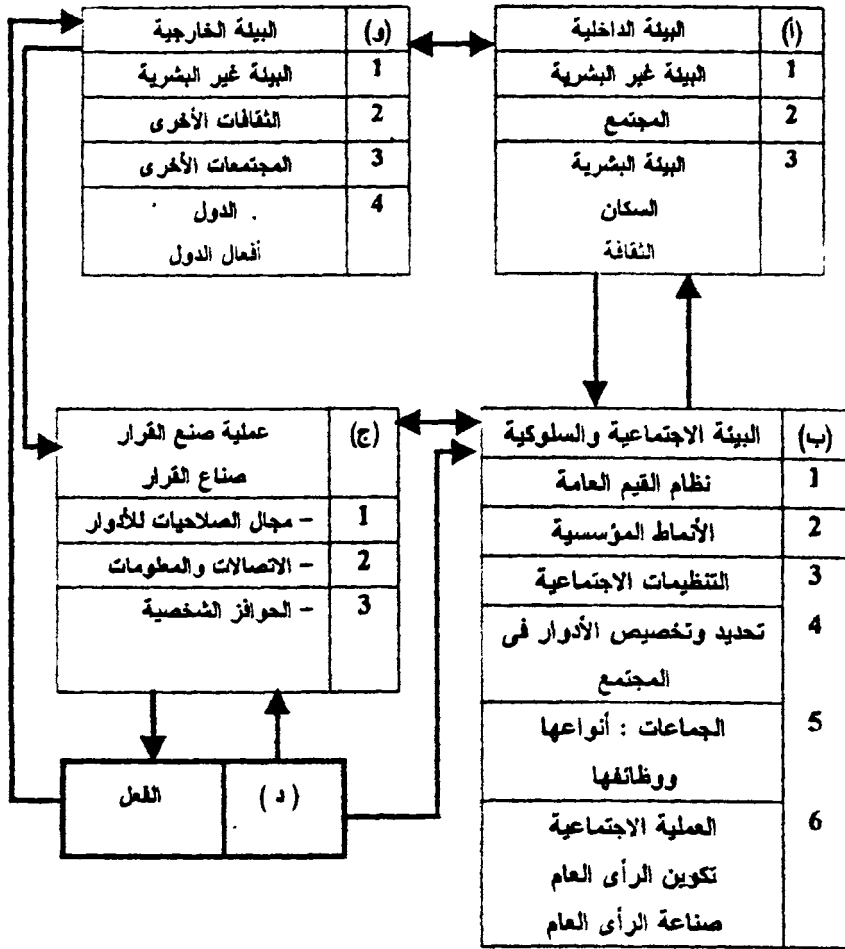 (أ) البيئة الداخلية
1 البيئة غير البشرية
2 المجتمع
3 البيئة البشرية
السكان
الثقافة
(و) البيئة الخارجية
1 البيئة غير البشرية
2 الثقافات الأخرى
3 المجتمعات الأخرى
4 الدول
أفعال الدول
(ب) البيئة الاجتماعية والسلوكية
1 نظام القيم العامة
2 الأنماط المؤسسية
3 التنظيمات الاجتماعية
4 تحديد وتخصيص الأدوار فى
المجتمع
5 الجماعات : أنواعها
ووظائفها
6 العملية الاجتماعية
تكوين الرأى العام
صناعة الرأى العام
(ج) عملية صنع القرار
صناع القرار
1 – مجال الصلاحيات للأدوار
2 – الاتصالات والمعلومات
3 – الحوافز الشخصية
(د) الفعل